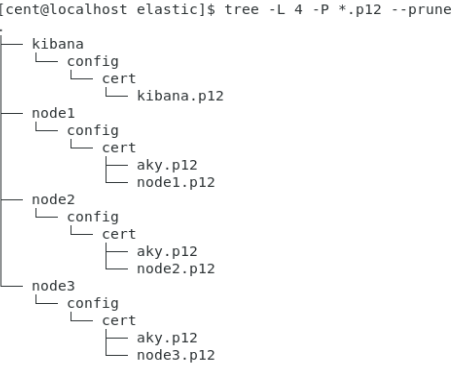 [cent@localhost elastic]$ tree -L 4 -P *.p12 --prune
.
├── kibana
│   └── config
│       └── cert
│           └── kibana.p12
├── node1
│   └── config
│       └── cert
│           ├── aky.p12
│           └── node1.p12
├── node2
│   └── config
│       └── cert
│           ├── aky.p12
│           └── node2.p12
└── node3
    └── config
        └── cert
            ├── aky.p12
            └── node3.p12